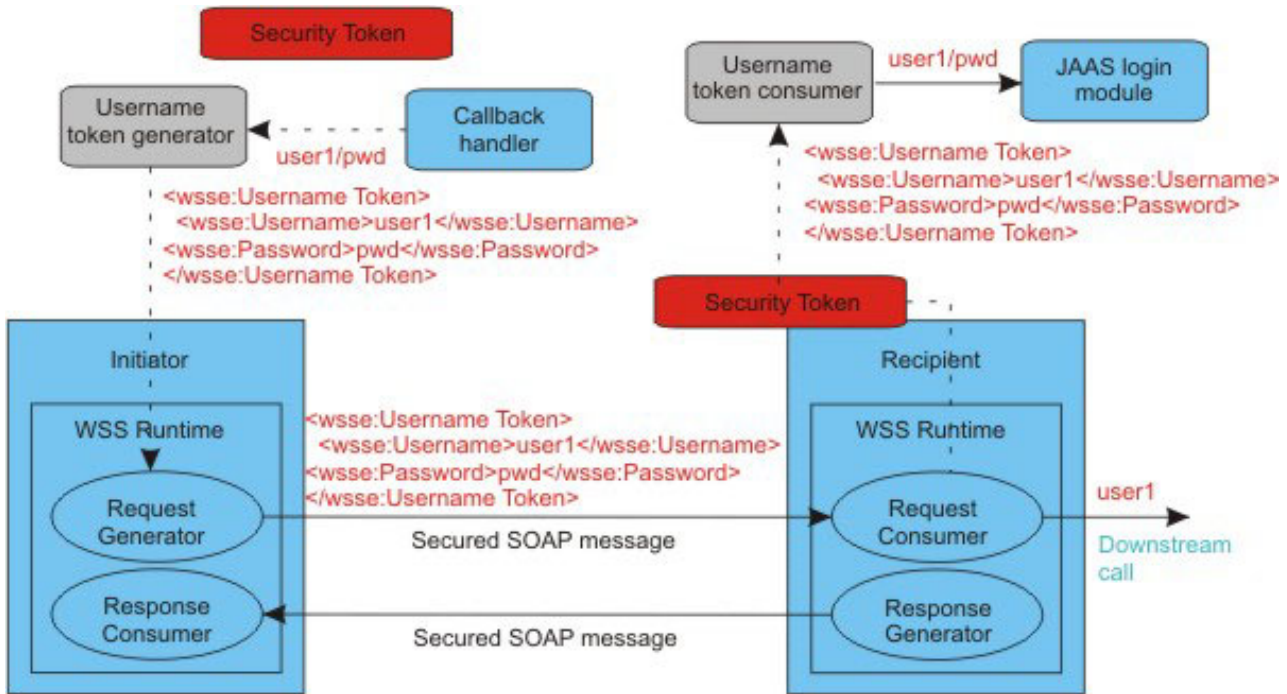 Security Token
Username
token generator
Callback
handler
user1/pwd
<wsse:Username Token>
<wsse:Username>user1</wsse:Username>
<wsse:Password>pwd</wsse:Password>
</wsse:Username Token>
Username
token consumer
user1/pwd
JAAS login
module
<wsse:Username Token>
<wsse:Username>user1</wsse:Username>
<wsse:Password>pwd</wsse:Password>
</wsse:Username Token>
Security Token
Initiator
WSS Runtime
Request
Generator
Response
Consumer
<wsse:Username Token>
<wsse:Username>user1</wsse:Username>
<wsse:Password>pwd</wsse:Password>
</wsse:Username Token>
Secured SOAP message
Secured SOAP message
Recipient
WSS Runtime
Request
Consumer
Response
Generator
user1
Downstream
call